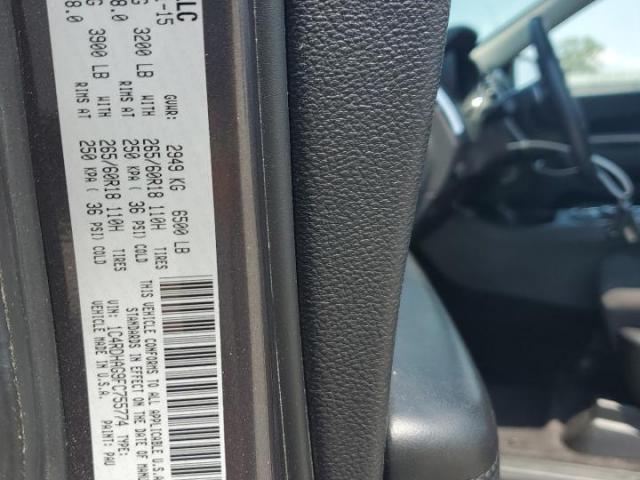 LLC
-15
G 3200 LB WITH 265/60R18 110H TIRES
8.0 RIMS AT 250 KPA ( 36 PSI) COLD
G 3900 LB WITH 265/60R18 110H TIRES
8.0 RIMS AT 250 KPA ( 36 PSI) COLD
GVWR: 2949 KG 6500 LB
THIS VEHICLE CONFORMS TO ALL APPLICABLE U.S.A.
STANDARDS IN EFFECT ON THE DATE OF MANU
VIN: 1C4RDHAG9FC755774 TYPE:
VEHICLE MADE IN U.S.A. PAINT: PAU